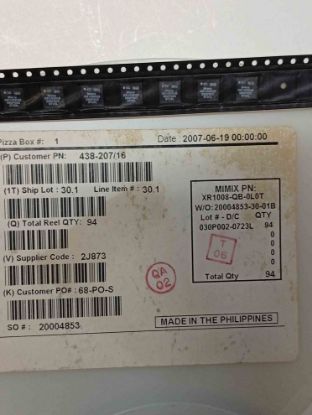 Pizza Box #: 1
Date 2007-06-19 00:00:00
(P) Customer PN: 438-207/16
(1T) Ship Lot : 30.1 Line Item # : 30.1
(Q) Total Reel QTY: 94
(V) Supplier Code : 2J873
(K) Customer PO# : 68-PO-S
SO # : 20004853
MIMIX PN:
XR1008-QB-0L0T
W/O: 20004853-30-01B
Lot # - D/C QTY
030P002-0723L 94
0
0
0
0
Total Qty 94
T
06
QA
02
MADE IN THE PHILIPPINES